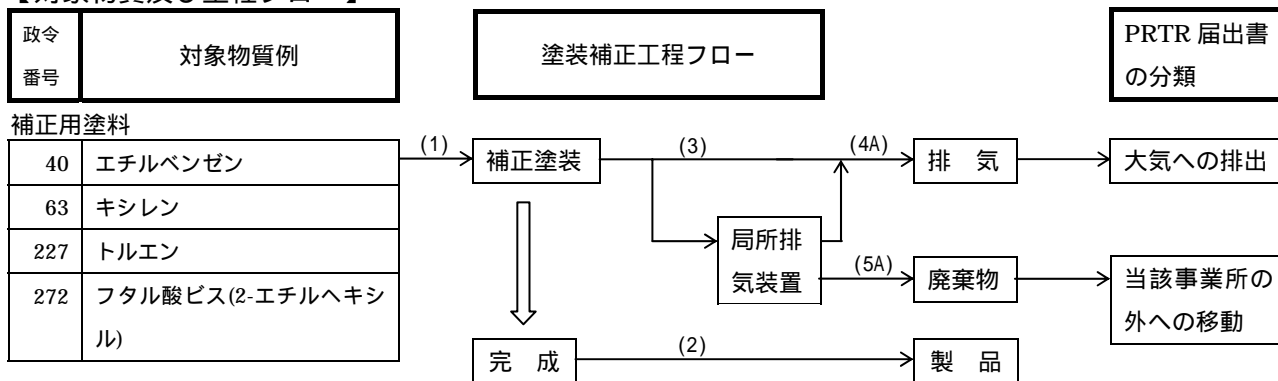 【対象物質及び工程フロー】
政令
番号
対象物質例
塗装補正工程フロー
PRTR 届出書
の分類
補正用塗料
40 エチルベンゼン
63 キシレン
227 トルエン
272 フタル酸ビス(2-エチルヘキシ
ル)
(1)
補正塗装
(3)
(4A)
排 気
大気への排出
局所排
気装置
(5A)
廃棄物
当該事業所の
外への移動
完 成
(2)
製 品